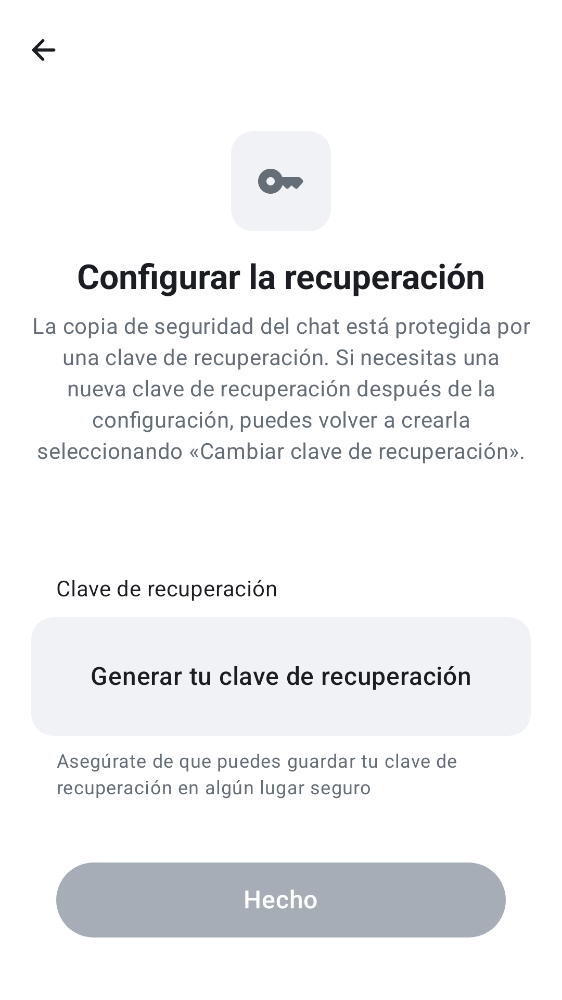 Configurar la recuperación
La copia de seguridad del chat está protegida por
una clave de recuperación. Si necesitas una
nueva clave de recuperación después de la
configuración, puedes volver a crearla
seleccionando «Cambiar clave de recuperación».
Clave de recuperación
Generar tu clave de recuperación
Asegúrate de que puedes guardar tu clave de
recuperación en algún lugar seguro
Hecho